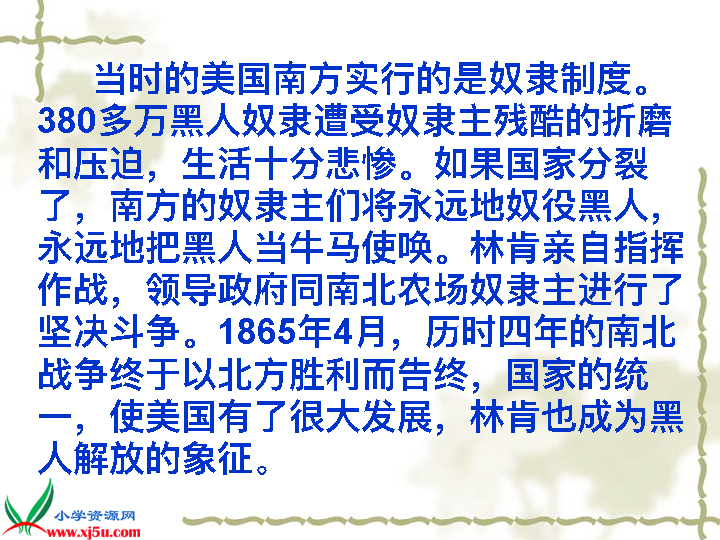 当时的美国南方实行的是奴隶制度。
380多万黑人奴隶遭受奴隶主残酷的折磨
和压迫，生活十分悲惨。如果国家分裂
了，南方的奴隶主们将永远地奴役黑人，
永远地把黑人当牛马使唤。林肯亲自指挥
作战，领导政府同南北农场奴隶主进行了
坚决斗争。1865年4月，历时四年的南北
战争终于以北方胜利而告终，国家的统
一，使美国有了很大发展，林肯也成为黑
人解放的象征。
小学资源网
www.xj5u.com